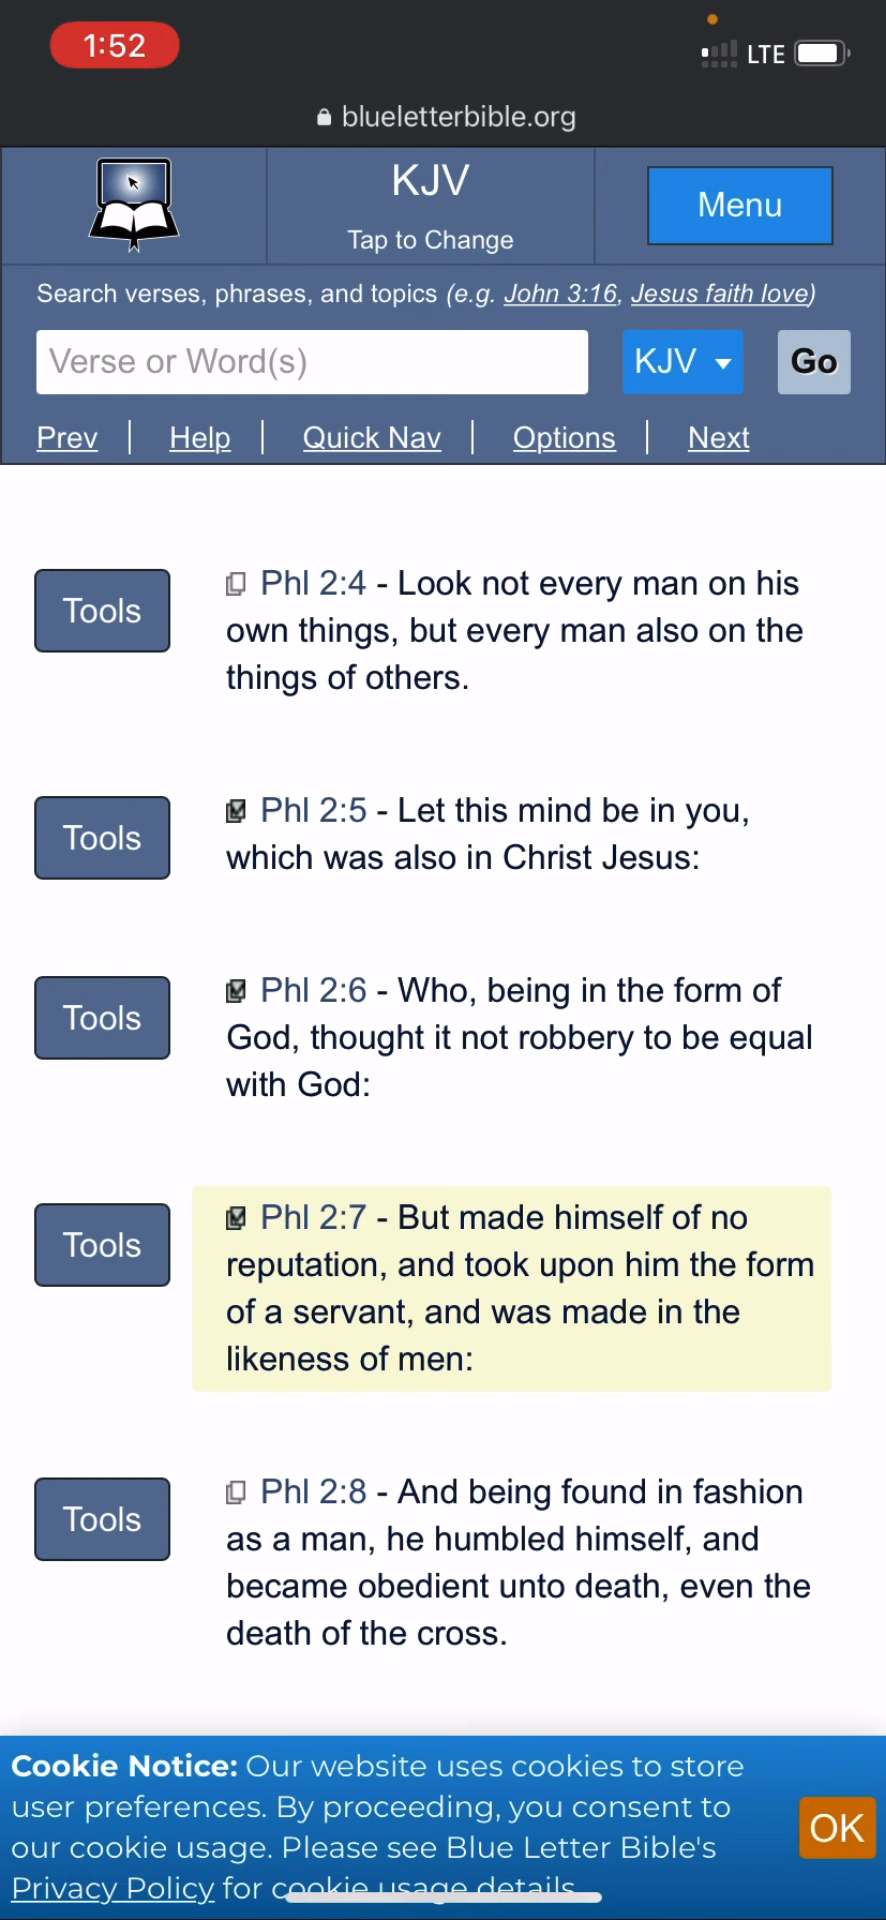 1:52
LTE
blueletterbible.org
KJV
Tap to Change
Menu
Search verses, phrases, and topics (e.g. John 3:16, Jesus faith love)
Verse or Word(s)
KJV
Go
Prev | Help | Quick Nav | Options | Next
Tools
Phl 2:4 - Look not every man on his
own things, but every man also on the
things of others.
Tools
Phl 2:5 - Let this mind be in you,
which was also in Christ Jesus:
Tools
Phl 2:6 - Who, being in the form of
God, thought it not robbery to be equal
with God:
Tools
Phl 2:7 - But made himself of no
reputation, and took upon him the form
of a servant, and was made in the
likeness of men:
Tools
Phl 2:8 - And being found in fashion
as a man, he humbled himself, and
became obedient unto death, even the
death of the cross.
Cookie Notice: Our website uses cookies to store
user preferences. By proceeding, you consent to
our cookie usage. Please see Blue Letter Bible's
Privacy Policy for cookie usage details.
OK